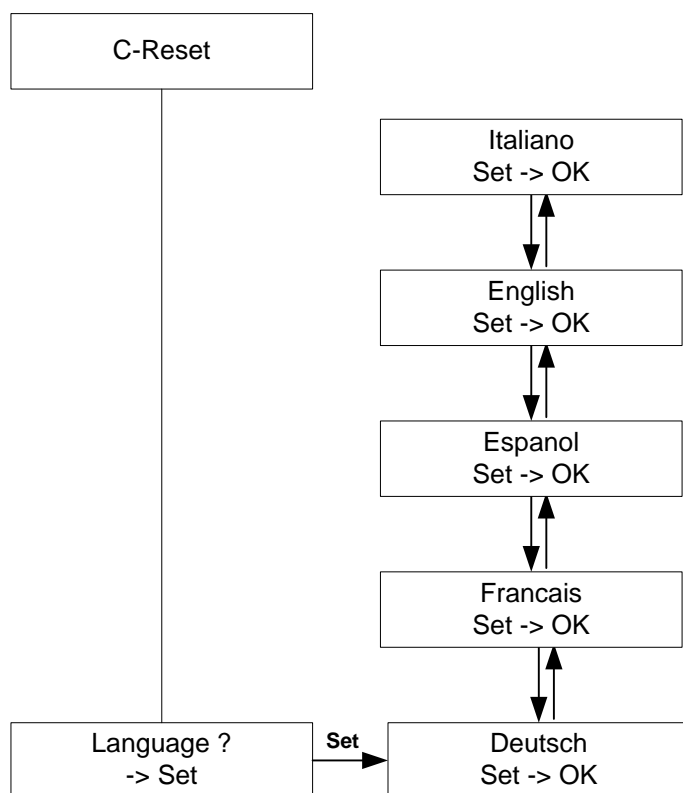 C-Reset
Italiano
Set -> OK
English
Set -> OK
Espanol
Set -> OK
Francais
Set -> OK
Language ?
-> Set
Set
Deutsch
Set -> OK